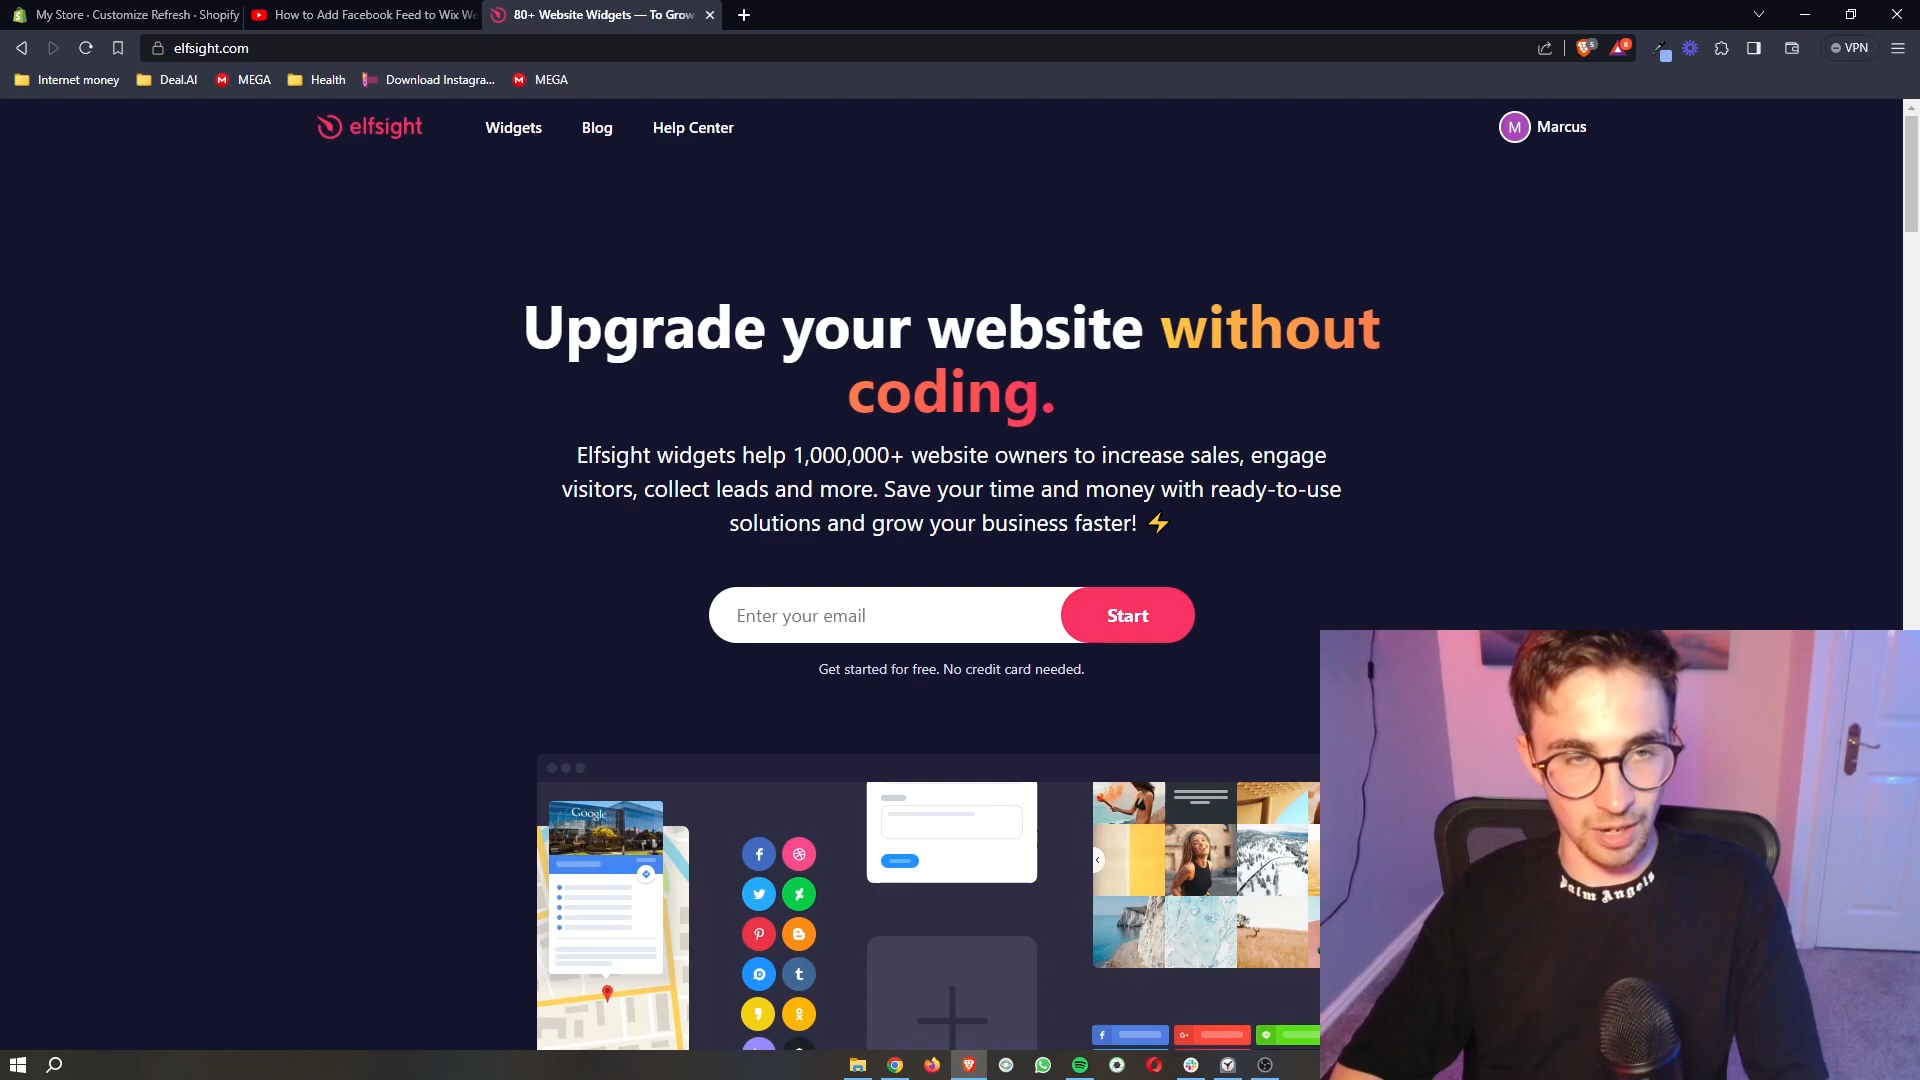 My Store · Customize Refresh · Shopify
How to Add Facebook Feed to Wix We
80+ Website Widgets — To Grow
elfsight.com
5
8
VPN
Internet money
Deal.AI
MEGA
Health
Download Instagra...
MEGA
elfsight
Widgets
Blog
Help Center
M
Marcus
Upgrade your website without
coding.
Elfsight widgets help 1,000,000+ website owners to increase sales, engage
visitors, collect leads and more. Save your time and money with ready-to-use
solutions and grow your business faster! ⚡
Enter your email
Start
Get started for free. No credit card needed.
Google
Palm Angels